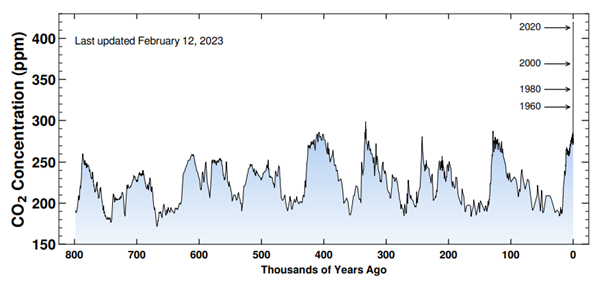 2020
400
Last updated February 12, 2023
2000
350
1980
1960
300
250
200
150
CO2 Concentration (ppm)
800 700 600 500 400 300 200 100 0
Thousands of Years Ago